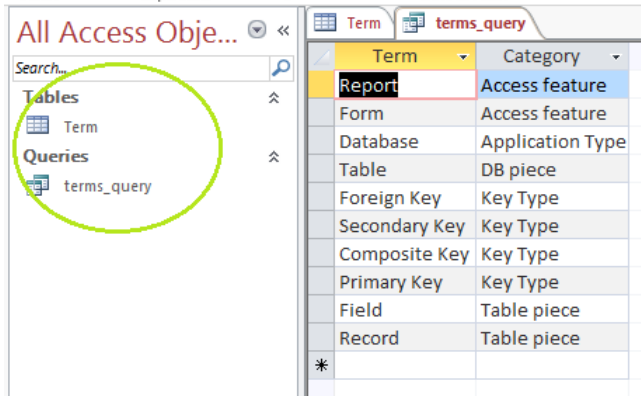 All Access Obje...
Search...
Tables
Term
Queries
terms_query
Term terms_query
Term Category
Report Access feature
Form Access feature
Database Application Type
Table DB piece
Foreign Key Key Type
Secondary Key Key Type
Composite Key Key Type
Primary Key Key Type
Field Table piece
Record Table piece